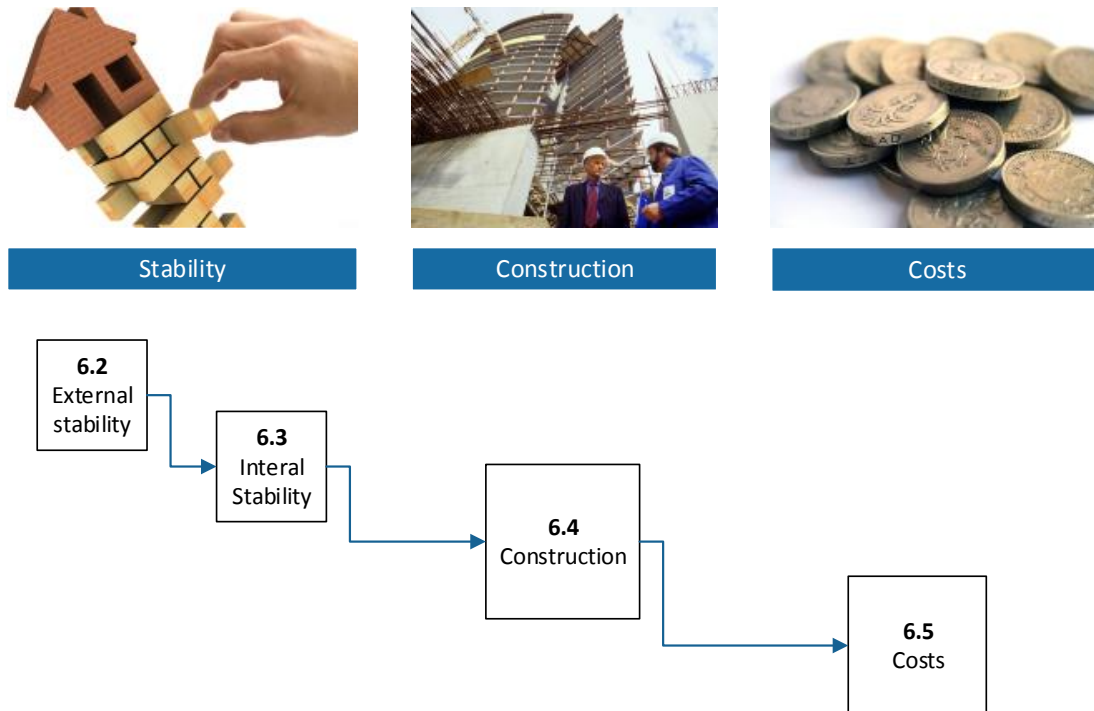 Stability
Construction
Costs
6.2
External
stability
6.3
Interal
Stability
6.4
Construction
6.5
Costs